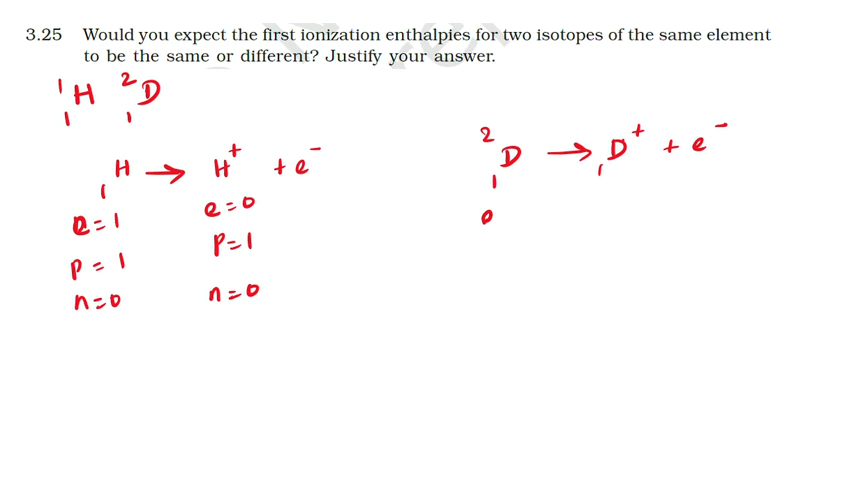 3.25 Would you expect the first ionization enthalpies for two isotopes of the same element
to be the same or different? Justify your answer.
¹₁H ²₁D
₁H → H⁺ + e⁻
e = 1 e = 0
p = 1 p = 1
n = 0 n = 0
²₁D → ₁D⁺ + e⁻